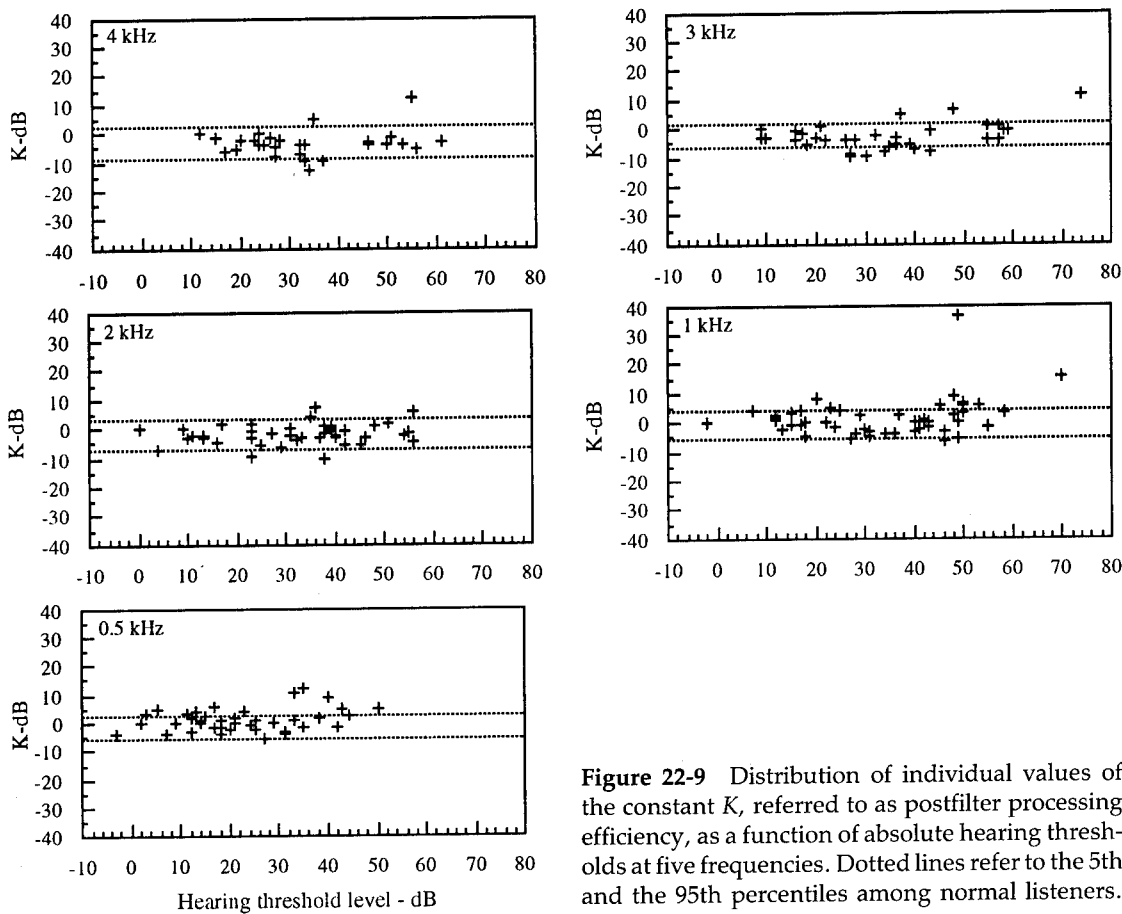 4 kHz
40
30
20
10
0
-10
-20
-30
-40
K-dB
-10 0 10 20 30 40 50 60 70 80
3 kHz
40
30
20
10
0
-10
-20
-30
-40
K-dB
-10 0 10 20 30 40 50 60 70 80
2 kHz
40
30
20
10
0
-10
-20
-30
-40
K-dB
-10 0 10 20 30 40 50 60 70 80
1 kHz
40
30
20
10
0
-10
-20
-30
-40
K-dB
-10 0 10 20 30 40 50 60 70 80
0.5 kHz
40
30
20
10
0
-10
-20
-30
-40
K-dB
-10 0 10 20 30 40 50 60 70 80
Hearing threshold level - dB
Figure 22-9 Distribution of individual values of
the constant K, referred to as postfilter processing
efficiency, as a function of absolute hearing thresh-
olds at five frequencies. Dotted lines refer to the 5th
and the 95th percentiles among normal listeners.